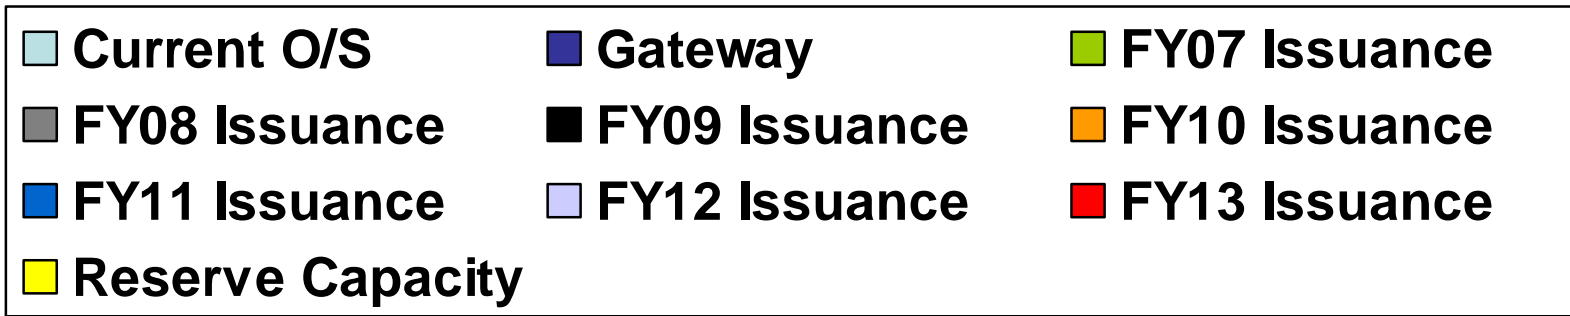 Current O/S Gateway FY07 Issuance
FY08 Issuance FY09 Issuance FY10 Issuance
FY11 Issuance FY12 Issuance FY13 Issuance
Reserve Capacity